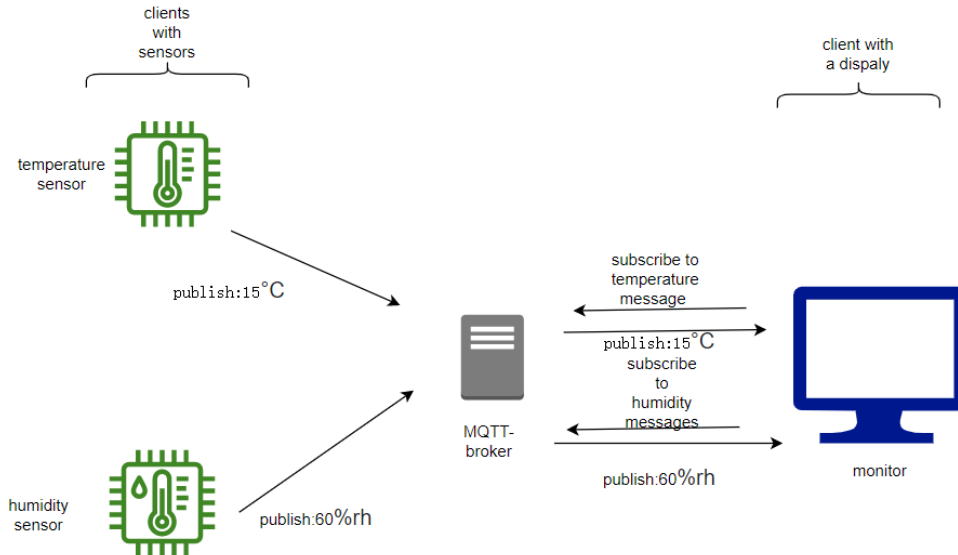 clients
with
sensors
client with
a dispaly
temperature
sensor
publish:15°C
subscribe to
temperature
message
publish:15°C
subscribe
to
humidity
messages
MQTT-
broker
monitor
humidity
sensor
publish:60%rh
publish:60%rh